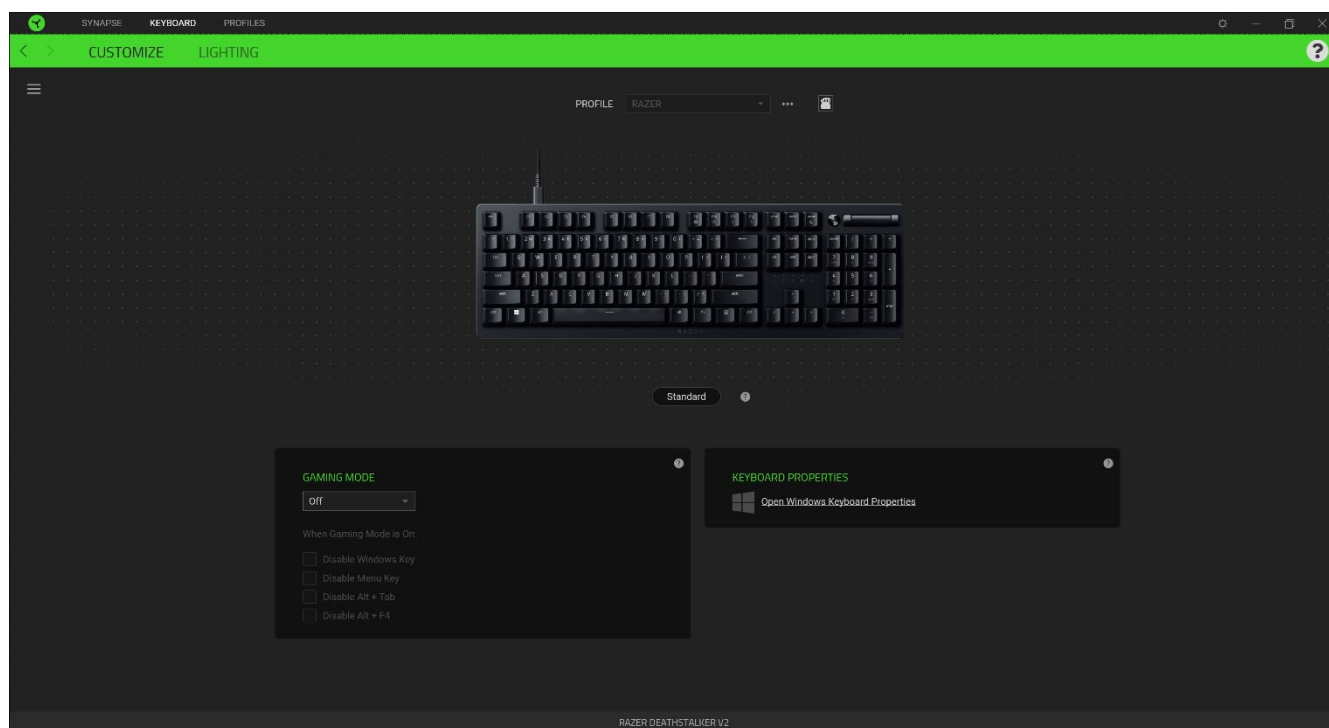 SYNAPSE KEYBOARD PROFILES
CUSTOMIZE LIGHTING
PROFILE RAZER
Standard
GAMING MODE
Off
When Gaming Mode is On:
Disable Windows Key
Disable Menu Key
Disable Alt + Tab
Disable Alt + F4
KEYBOARD PROPERTIES
Open Windows Keyboard Properties
RAZER DEATHSTALKER V2